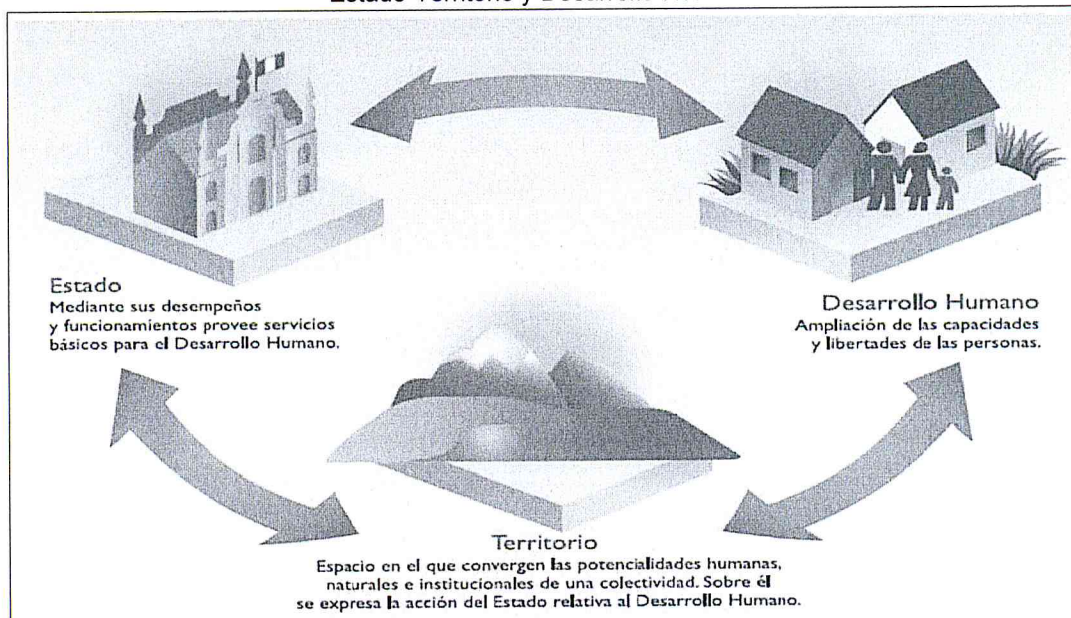 Estado
Mediante sus desempeños
y funcionamientos provee servicios
básicos para el Desarrollo Humano.
Desarrollo Humano
Ampliación de las capacidades
y libertades de las personas.
Territorio
Espacio en el que convergen las potencialidades humanas,
naturales e institucionales de una colectividad. Sobre él
se expresa la acción del Estado relativa al Desarrollo Humano.